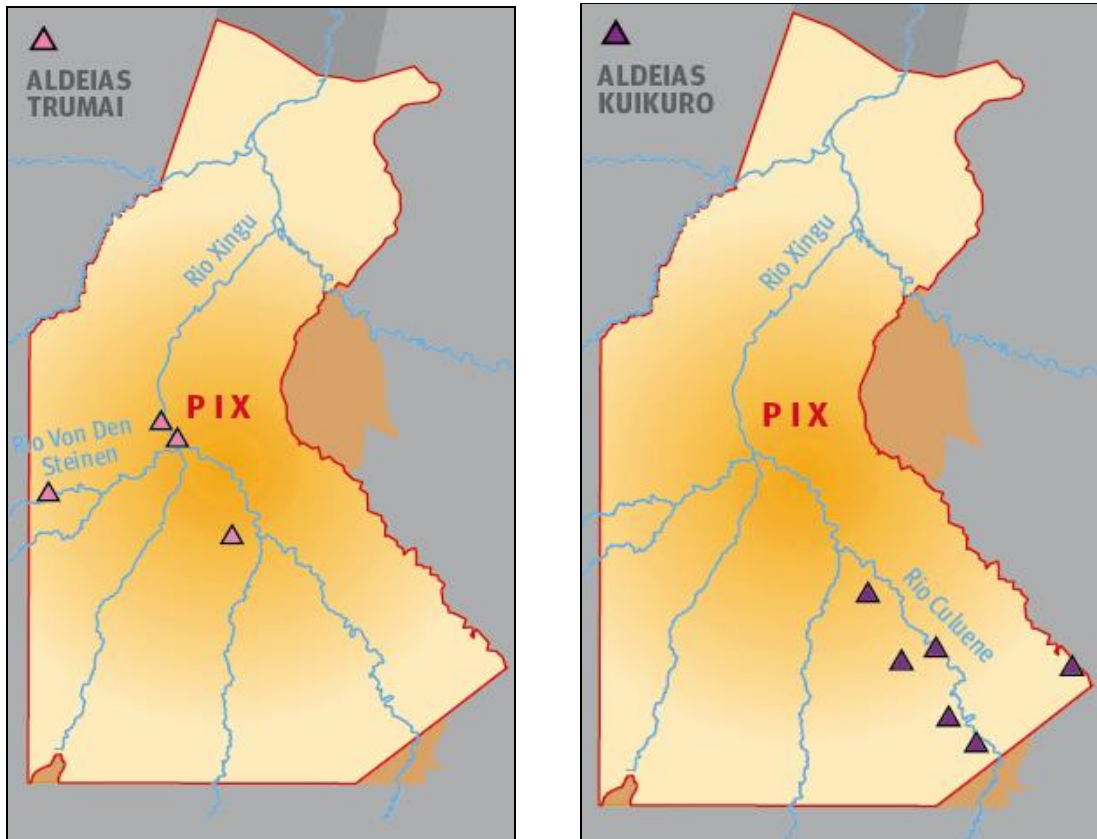 ALDEIAS
TRUMAI
Rio Xingu
PIX
Rio Von Den
Steinen
ALDEIAS
KUIKURO
Rio Xingu
PIX
Rio Culuene